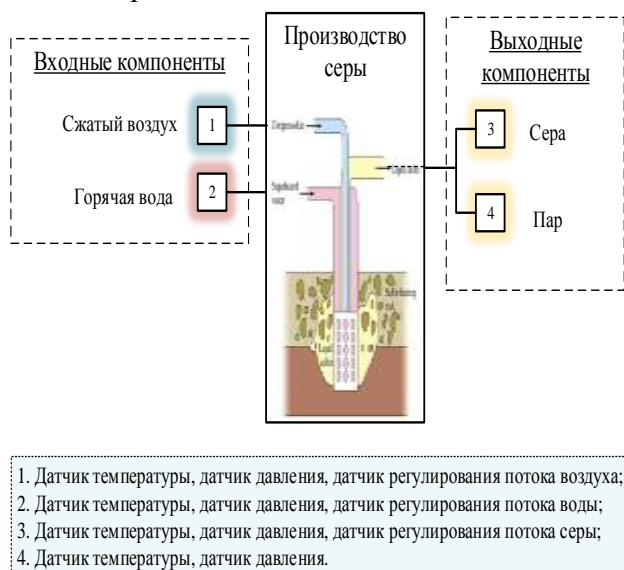 Производство
серы
Входные компоненты
Выходные
компоненты
Сжатый воздух
1
Горячая вода
2
3
Сера
4
Пар
water
1. Датчик температуры, датчик давления, датчик регулирования потока воздуха;
2. Датчик температуры, датчик давления, датчик регулирования потока воды;
3. Датчик температуры, датчик давления, датчик регулирования потока серы;
4. Датчик температуры, датчик давления.